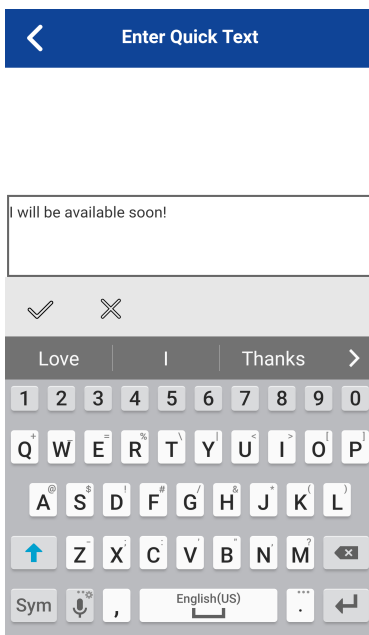 Enter Quick Text
I will be available soon!
Love I Thanks
1 2 3 4 5 6 7 8 9 0
Q+ W_ E= R% T\ Y| U< I> O[ P]
A@ S$ D! F# G/ H& J* K( L)
Z- X' C: V' B" N, M?
Sym , English(US) .